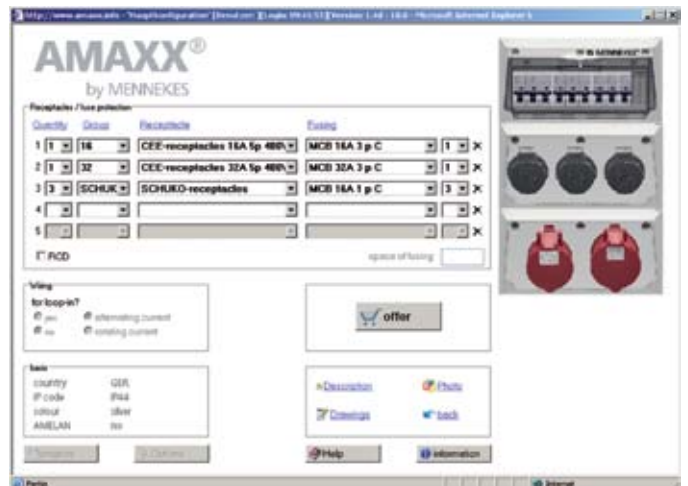 AMAXX®
by MENNEKES
Receptacles / fuse protection
Quantity Group Receptacle Fusing
1 1 16 CEE-receptacles 16A 5p 400V MCB 16A 3 p C 1
2 1 32 CEE-receptacles 32A 5p 400V MCB 32A 3 p C 1
3 3 SCHUK SCHUKO-receptacles MCB 16A 1 p C 3
4
5
RCD space of fusing
Wiring
for loop-in?
yes alternating current
no rotating current
offer
basis
country GER
IP code IP44
colour silver
AMELAN no
Description Photo
Drawings back
Help information
Fertig Internet